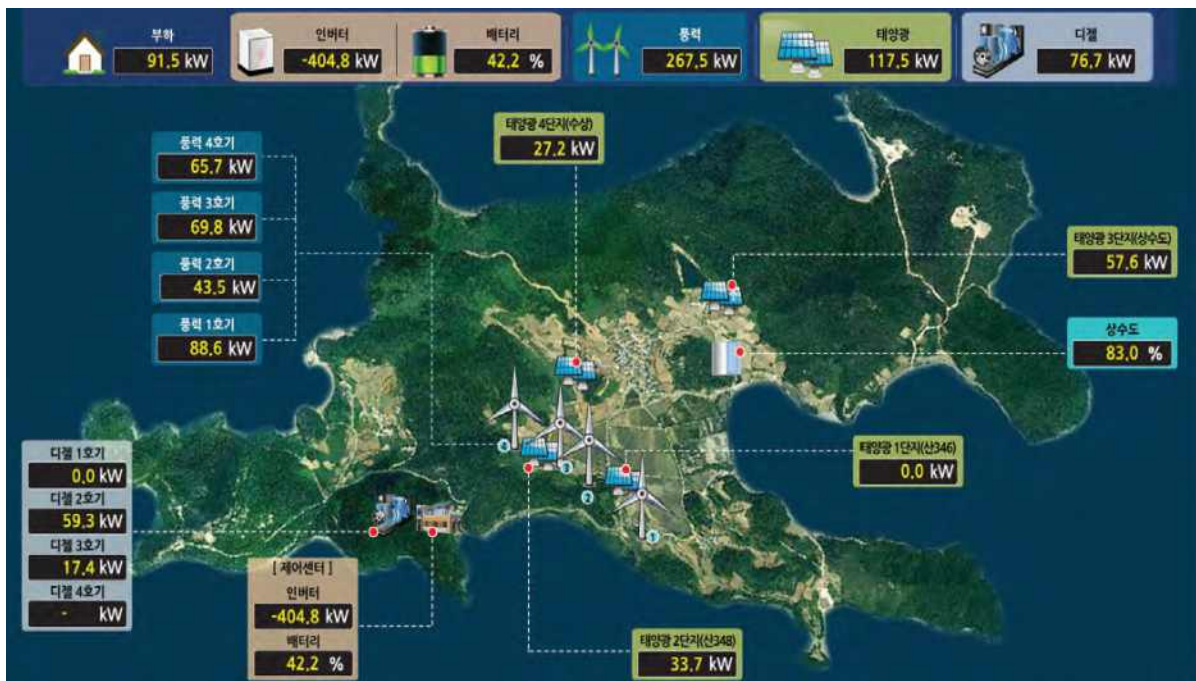 부하
91.5 kW
인버터
-404.8 kW
배터리
42.2 %
풍력
267.5 kW
태양광
117.5 kW
디젤
76.7 kW
태양광 4단지(수상)
27.2 kW
풍력 4호기
65.7 kW
풍력 3호기
69.8 kW
풍력 2호기
43.5 kW
풍력 1호기
88.6 kW
태양광 3단지(상수도)
57.6 kW
상수도
83.0 %
태양광 1단지(산346)
0.0 kW
4
3
2
1
디젤 1호기
0.0 kW
디젤 2호기
59.3 kW
디젤 3호기
17.4 kW
디젤 4호기
- kW
[ 제어센터 ]
인버터
-404.8 kW
배터리
42.2 %
태양광 2단지(산348)
33.7 kW